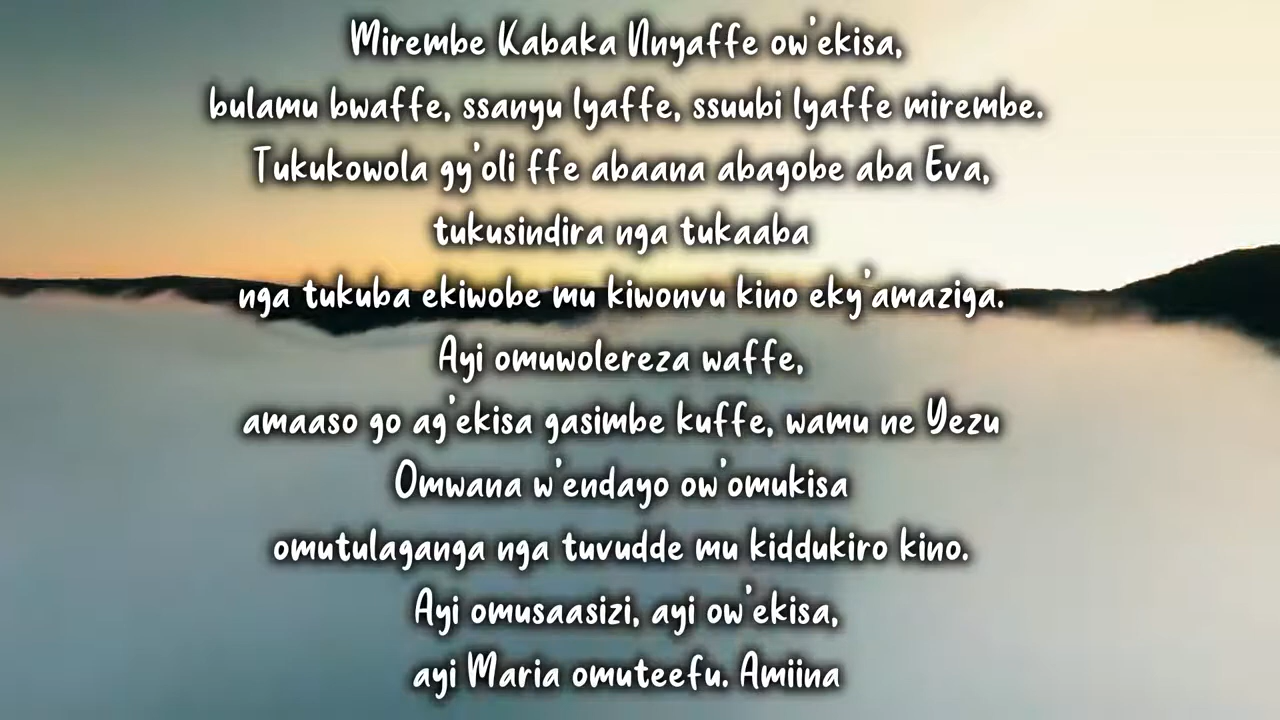 Mirembe Kabaka Nnyaffe ow'ekisa,
bulamu bwaffe, ssanyu lyaffe, ssuubi lyaffe mirembe.
Tukukowola gy'oli ffe abaana abagobe aba Eva,
tukusindira nga tukaaba
nga tukuba ekiwobe mu kiwonvu kino eky'amaziga.
Ayi omuwolereza waffe,
amaaso go ag'ekisa gasimbe kuffe, wamu ne Yezu
Omwana w'endayo ow'omukisa
omutulaganga nga tuvudde mu kiddukiro kino.
Ayi omusaasizi, ayi ow'ekisa,
ayi Maria omuteefu. Amiina